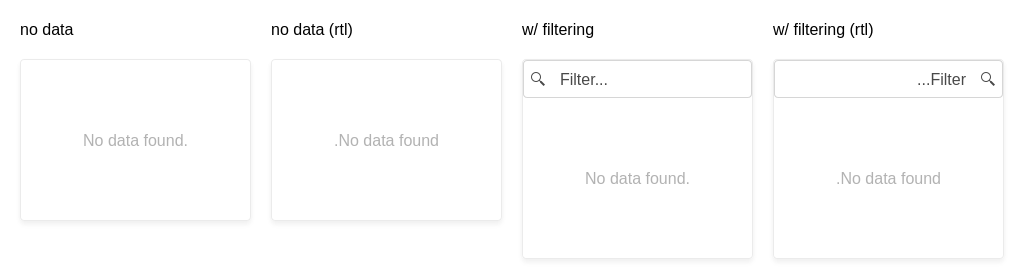 no data
No data found.
no data (rtl)
.No data found
w/ filtering
Filter...
No data found.
w/ filtering (rtl)
...Filter
.No data found